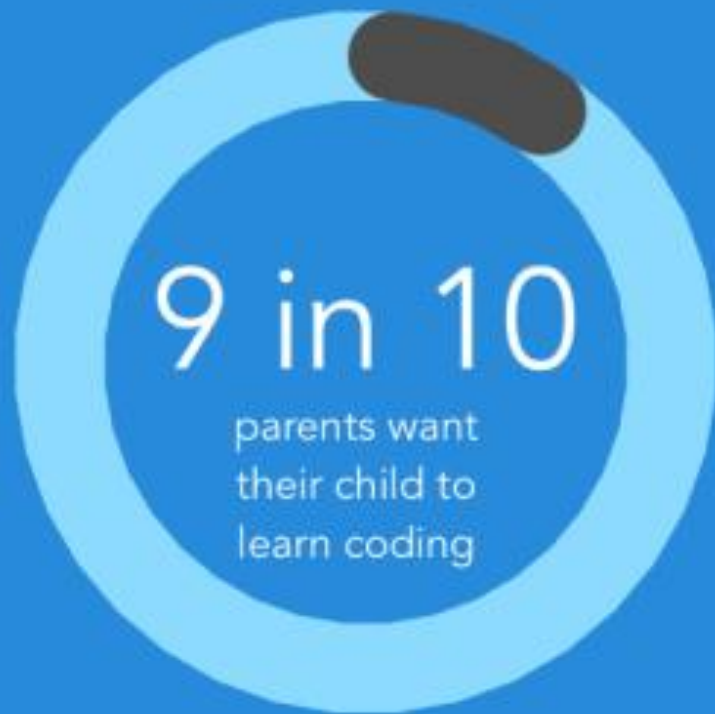 9 in 10
parents want
their child to
learn coding